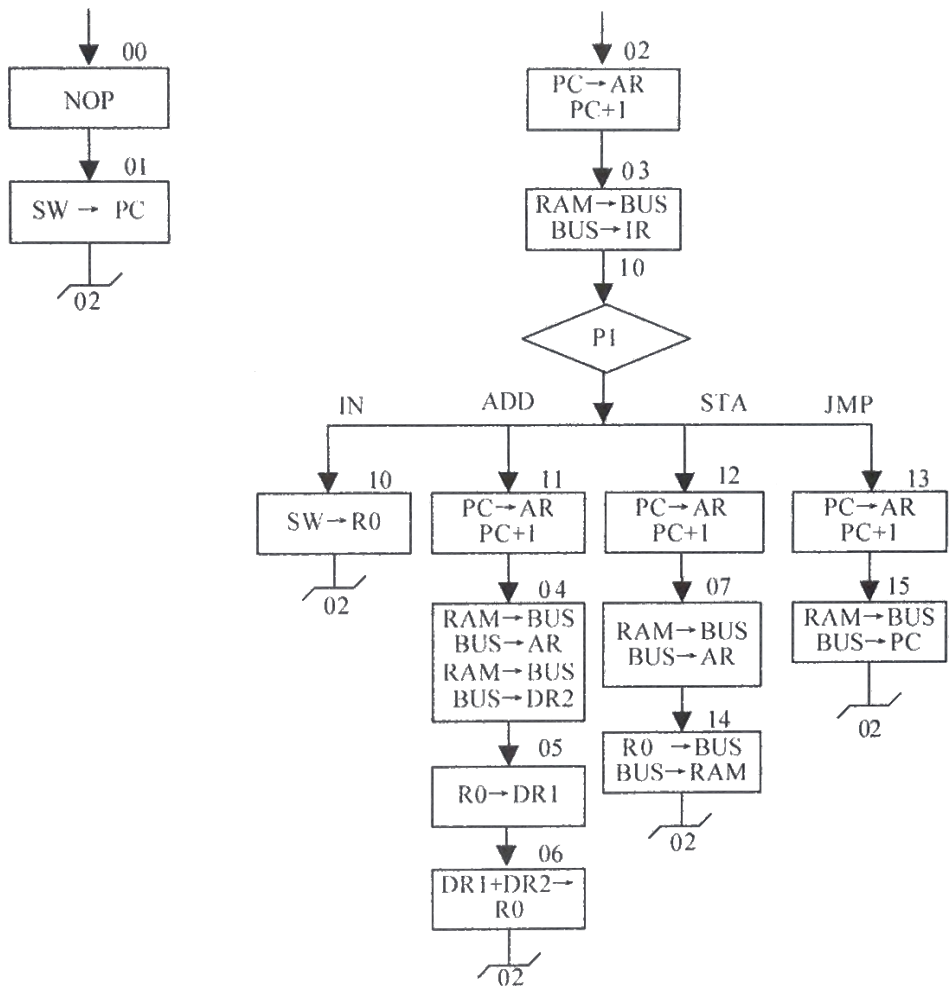 00
NOP
01
SW → PC
02
02
PC→AR
PC+1
03
RAM→BUS
BUS→IR
10
P1
IN
ADD
STA
JMP
10
SW→R0
02
11
PC→AR
PC+1
04
RAM→BUS
BUS→AR
RAM→BUS
BUS→DR2
05
R0→DR1
06
DR1+DR2→
R0
02
12
PC→AR
PC+1
07
RAM→BUS
BUS→AR
14
R0 →BUS
BUS→RAM
02
13
PC→AR
PC+1
15
RAM→BUS
BUS→PC
02